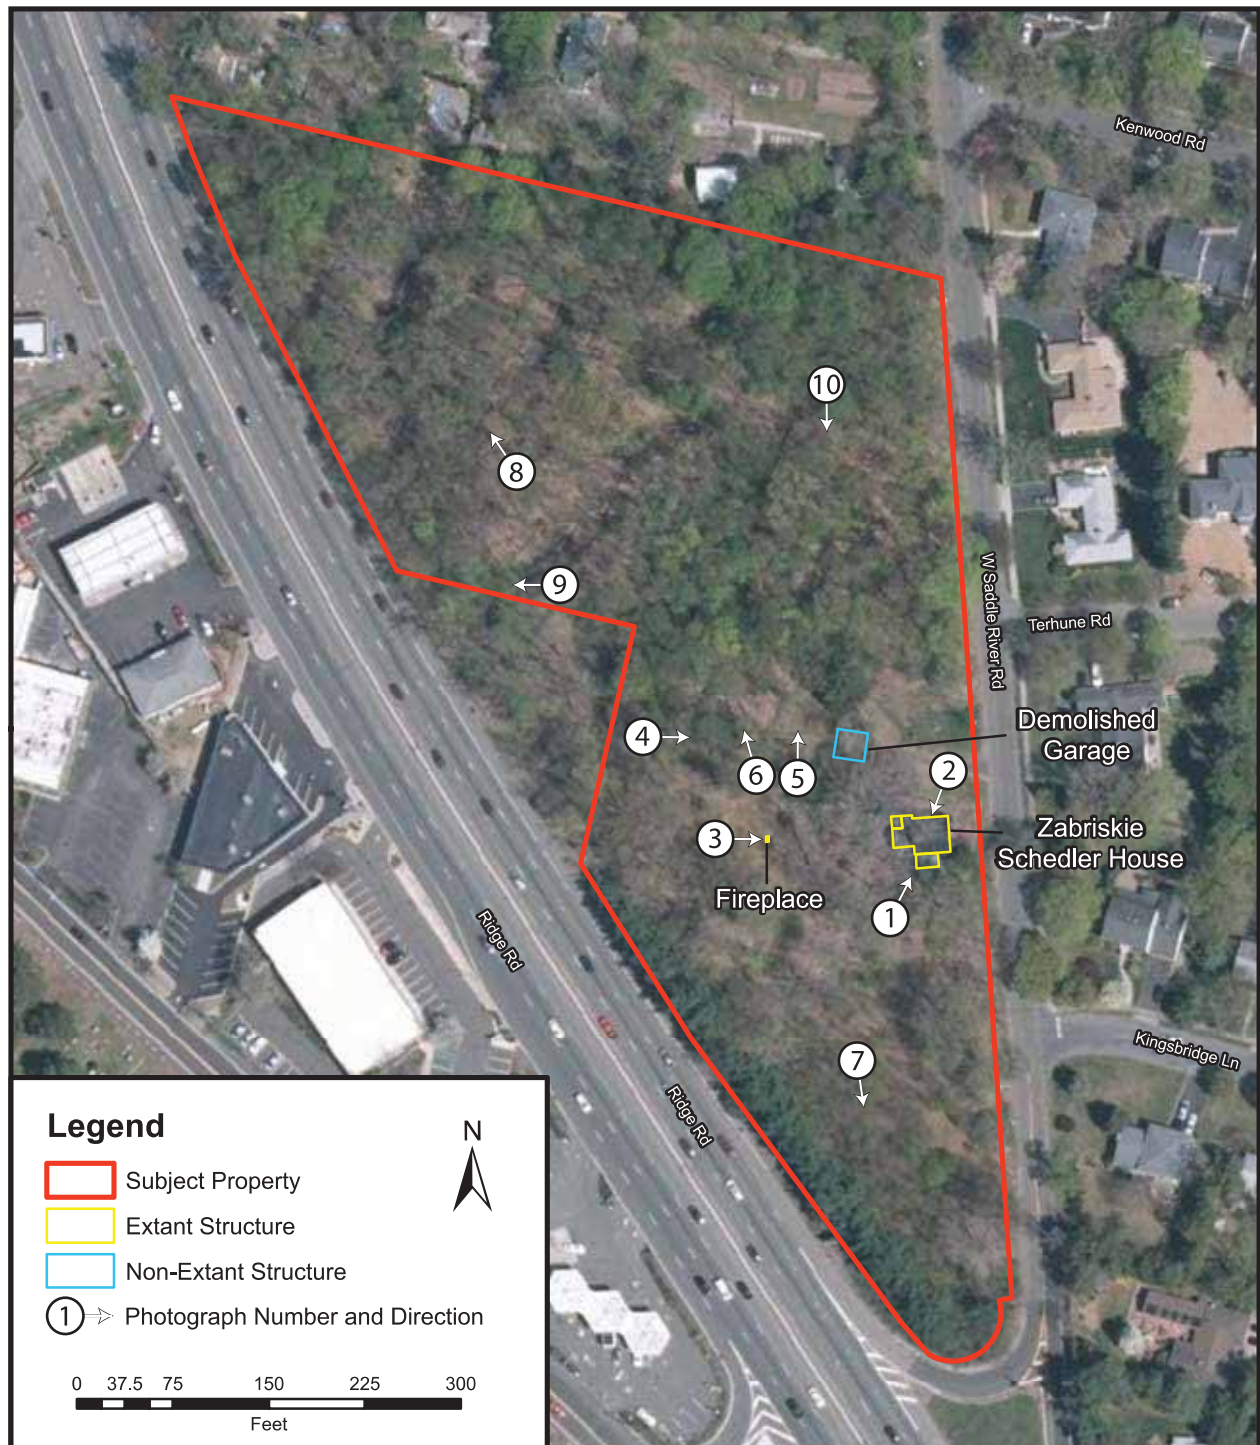 Kenwood Rd
10
8
9
W Saddle River Rd
Terhune Rd
Demolished
Garage
4
6
5
2
3
Zabriskie
Schedler House
Fireplace
1
Ridge Rd
Kingsbridge Ln
7
Ridge Rd
Legend
N
Subject Property
Extant Structure
Non-Extant Structure
1 Photograph Number and Direction
0 37.5 75 150 225 300
Feet